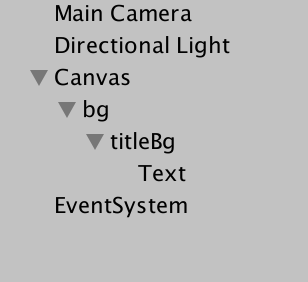 Main Camera
Directional Light
Canvas
bg
titleBg
Text
EventSystem